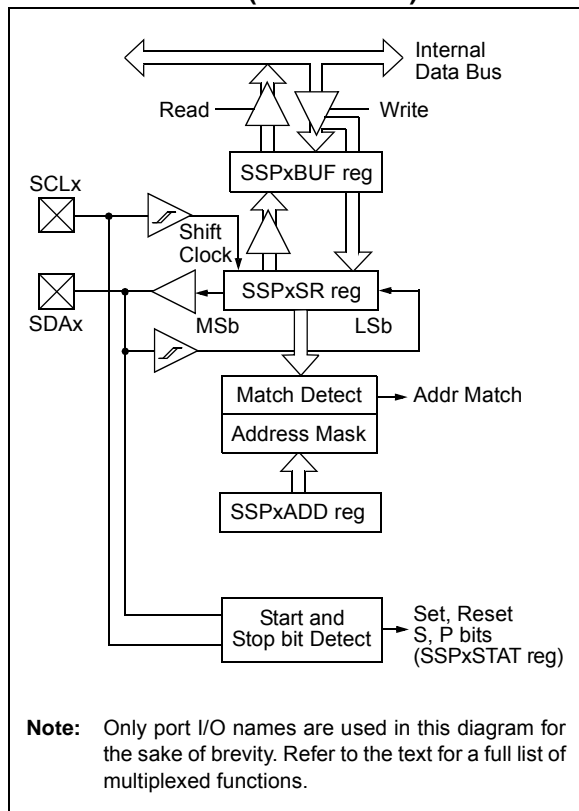 Internal
Data Bus
Read
Write
SSPxBUF reg
SCLx
Shift
Clock
SSPxSR reg
SDAx
MSb
LSb
Match Detect
Addr Match
Address Mask
SSPxADD reg
Start and
Stop bit Detect
Set, Reset
S, P bits
(SSPxSTAT reg)
Note: Only port I/O names are used in this diagram for
the sake of brevity. Refer to the text for a full list of
multiplexed functions.